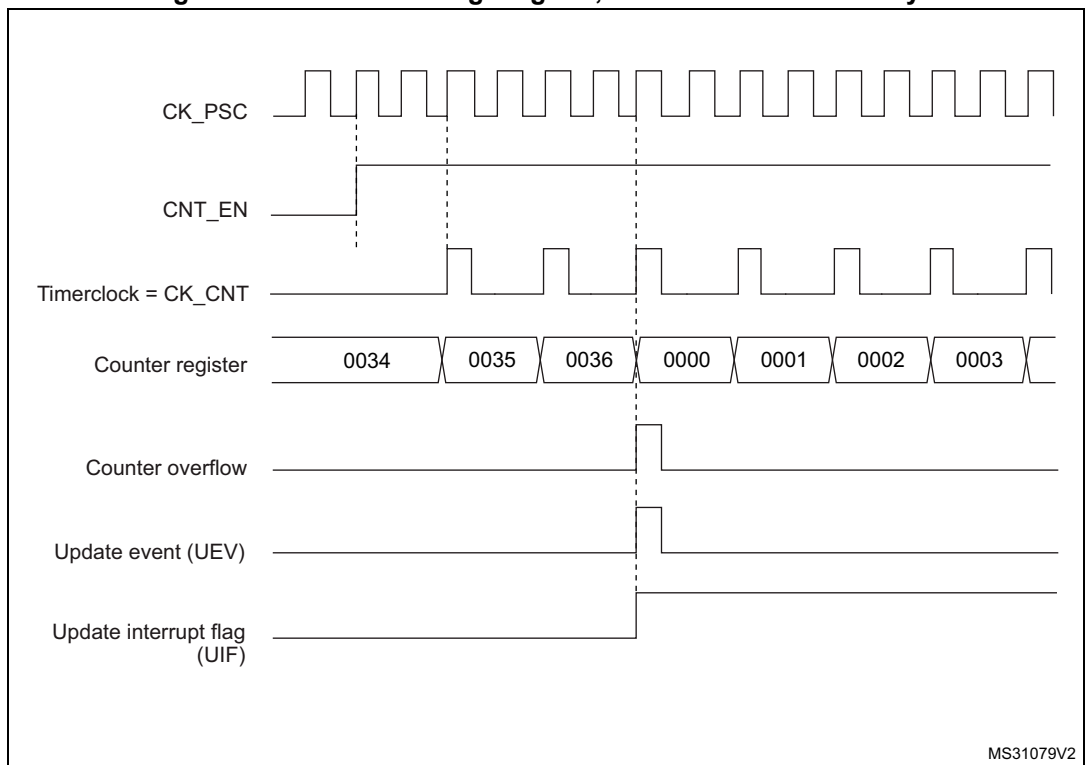 CK_PSC
CNT_EN
Timerclock = CK_CNT
Counter register
0034
0035
0036
0000
0001
0002
0003
Counter overflow
Update event (UEV)
Update interrupt flag
(UIF)
MS31079V2